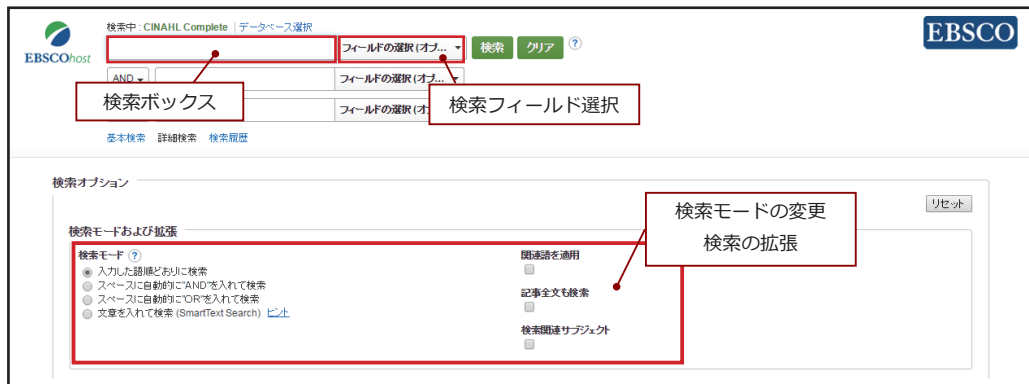 検索中 : CINAHL Complete | データベース選択
EBSCOhost
フィールドの選択 (オプ...
検索
クリア
?
EBSCO
AND
フィールドの選択 (オプ...
検索ボックス
フィールドの選択 (オプ...
検索フィールド選択
基本検索 詳細検索 検索履歴
検索オプション
リセット
検索モードの変更
検索の拡張
検索モードおよび拡張
検索モード ?
入力した語順どおりに検索
スペースに自動的に"AND"を入れて検索
スペースに自動的に"OR"を入れて検索
文章を入れて検索 (SmartText Search) ヒント
関連語を適用
記事全文も検索
検索関連サブジェクト